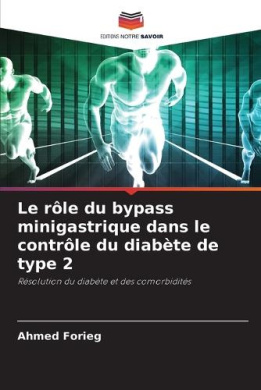 EDITIONS NOTRE SAVOIR
Le rôle du bypass
minigastrique dans le
contrôle du diabète de
type 2
Résolution du diabète et des comorbidités
Ahmed Forieg